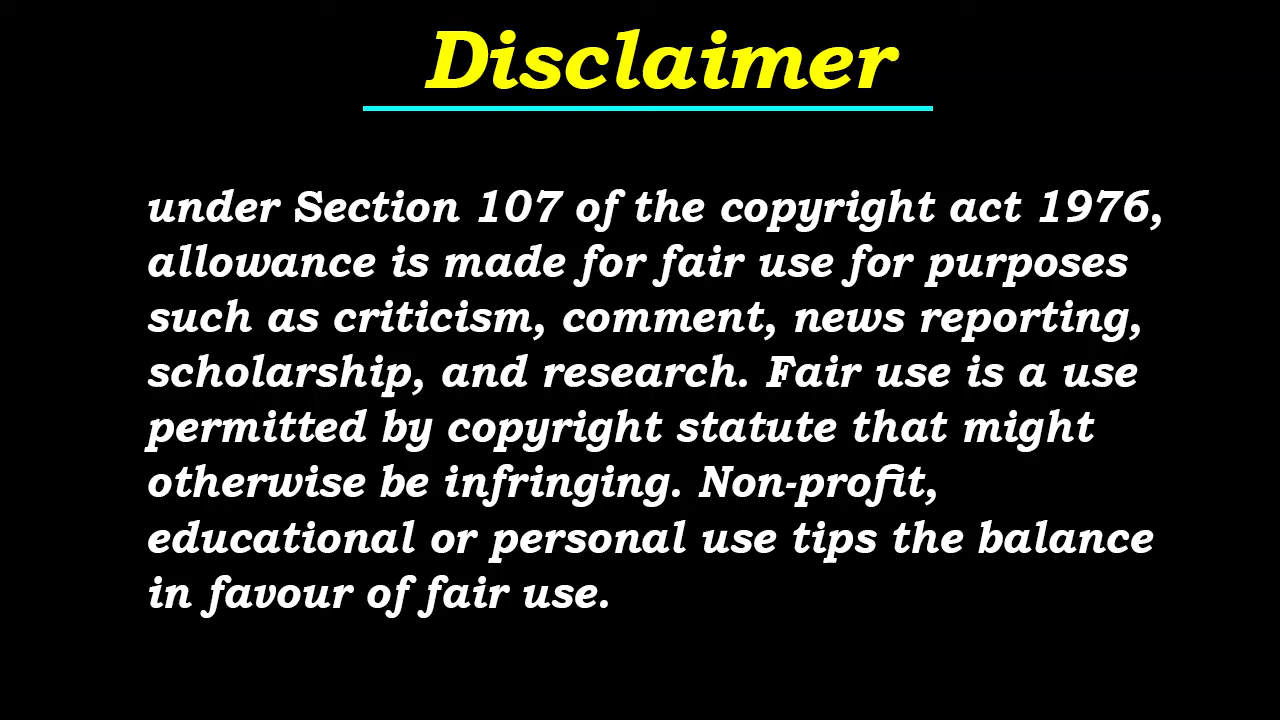 Disclaimer
under Section 107 of the copyright act 1976,
allowance is made for fair use for purposes
such as criticism, comment, news reporting,
scholarship, and research. Fair use is a use
permitted by copyright statute that might
otherwise be infringing. Non-profit,
educational or personal use tips the balance
in favour of fair use.